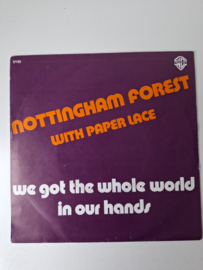 NOTTINGHAM FOREST
WITH PAPER LACE
we got the whole world
in our hands